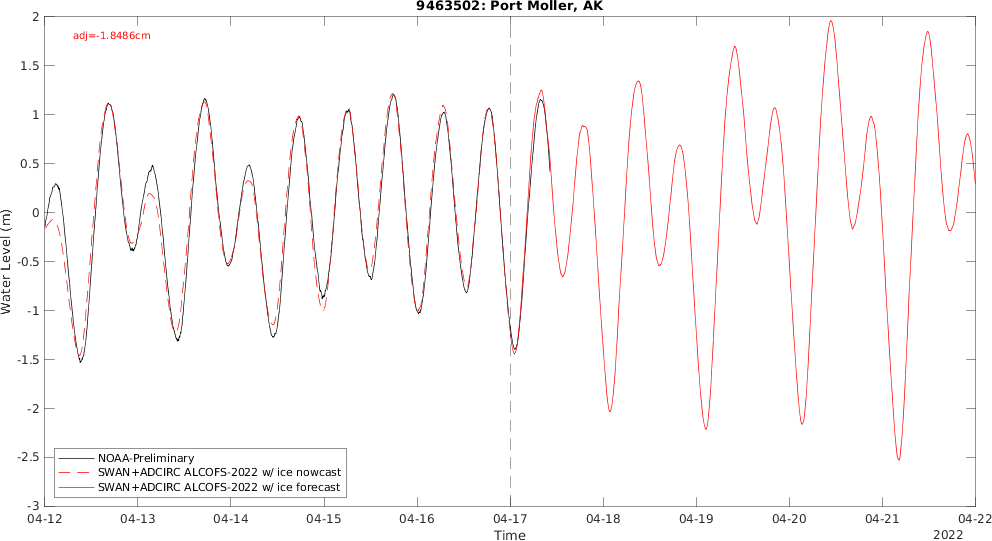 9463502: Port Moller, AK
adj=-1.8486cm
2
1.5
1
0.5
0
-0.5
-1
-1.5
-2
-2.5
-3
Water Level (m)
NOAA-Preliminary
SWAN+ADCIRC ALCOFS-2022 w/ ice nowcast
SWAN+ADCIRC ALCOFS-2022 w/ ice forecast
04-12 04-13 04-14 04-15 04-16 04-17 04-18 04-19 04-20 04-21 04-22
Time
2022